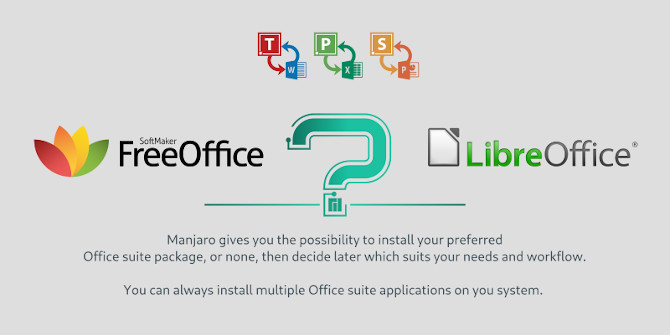 T P S
W X P
SoftMaker
FreeOffice
LibreOffice®
Manjaro gives you the possibility to install your preferred
Office suite package, or none, then decide later which suits your needs and workflow.
You can always install multiple Office suite applications on you system.